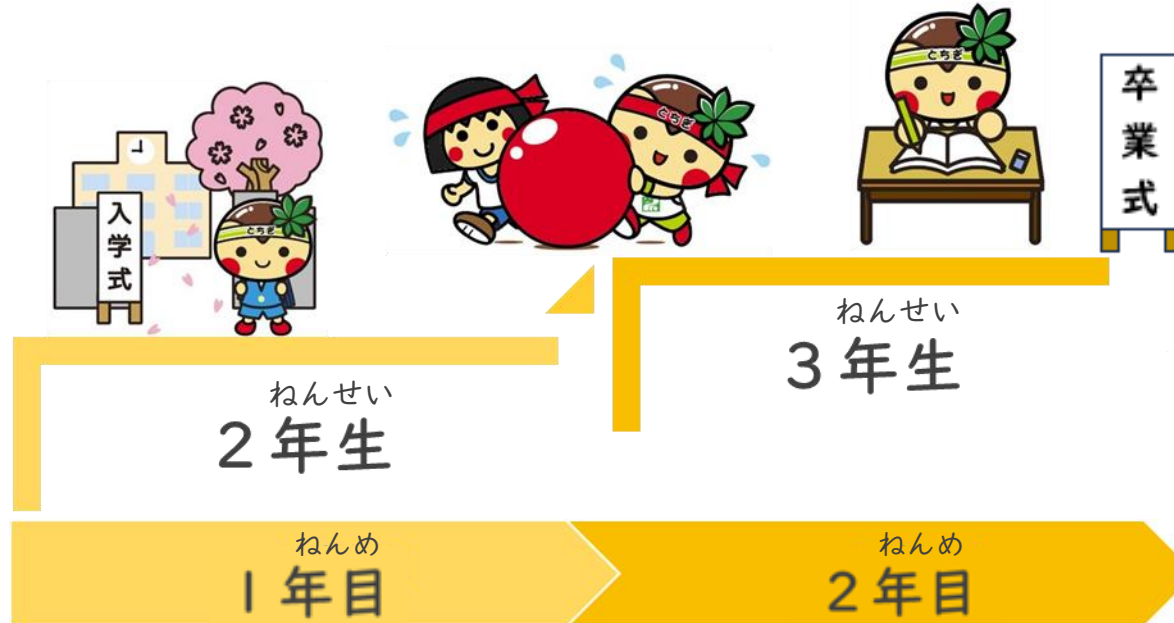 とちぎ
とちぎ
とちぎ
入学式
卒業式
ねんせい
2年生
ねんせい
3年生
ねんめ
1年目
ねんめ
2年目